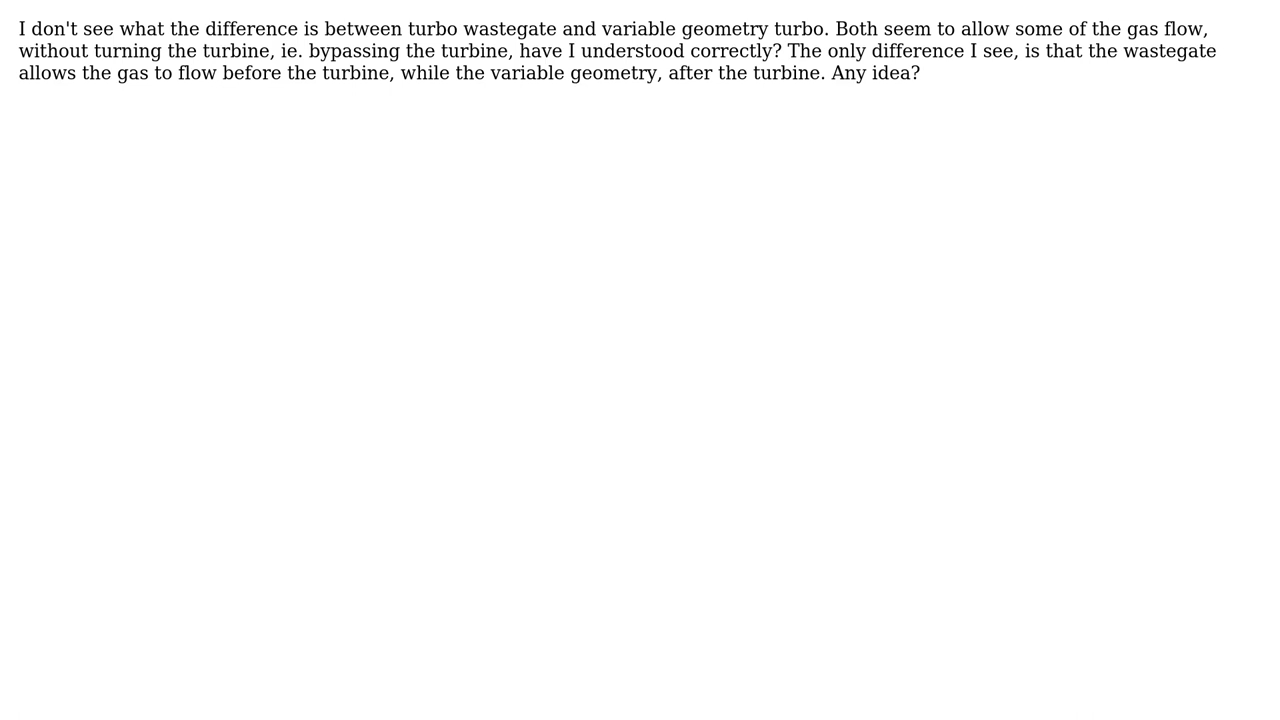 I don't see what the difference is between turbo wastegate and variable geometry turbo. Both seem to allow some of the gas flow,
without turning the turbine, ie. bypassing the turbine, have I understood correctly? The only difference I see, is that the wastegate
allows the gas to flow before the turbine, while the variable geometry, after the turbine. Any idea?